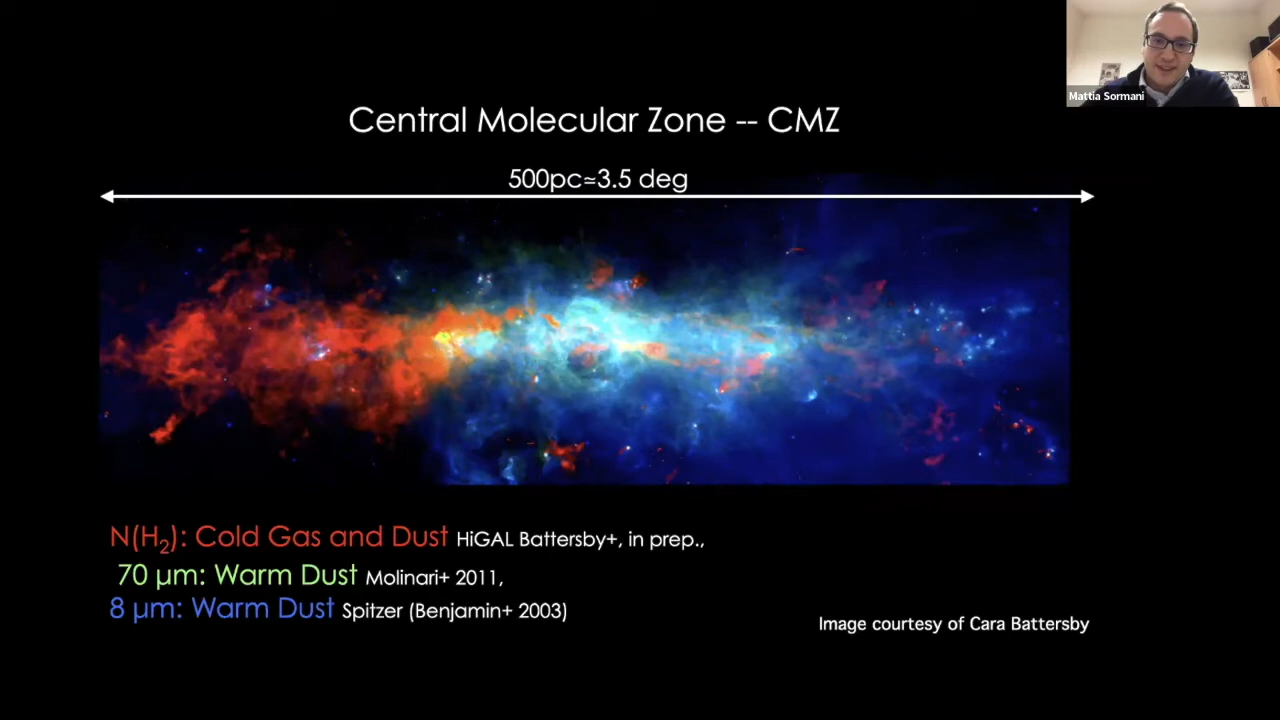 Mattia Sormani
Central Molecular Zone -- CMZ
500pc≃3.5 deg
N(H₂): Cold Gas and Dust HiGAL Battersby+, in prep.,
70 µm: Warm Dust Molinari+ 2011,
8 µm: Warm Dust Spitzer (Benjamin+ 2003)
Image courtesy of Cara Battersby